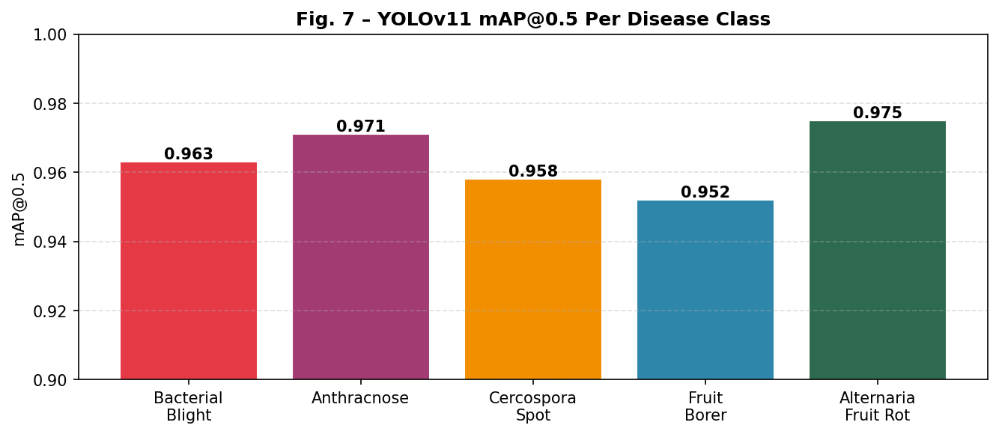 Fig. 7 – YOLOv11 mAP@0.5 Per Disease Class
mAP@0.5
1.00
0.98
0.96
0.94
0.92
0.90
0.963
0.971
0.958
0.952
0.975
Bacterial
Blight
Anthracnose
Cercospora
Spot
Fruit
Borer
Alternaria
Fruit Rot